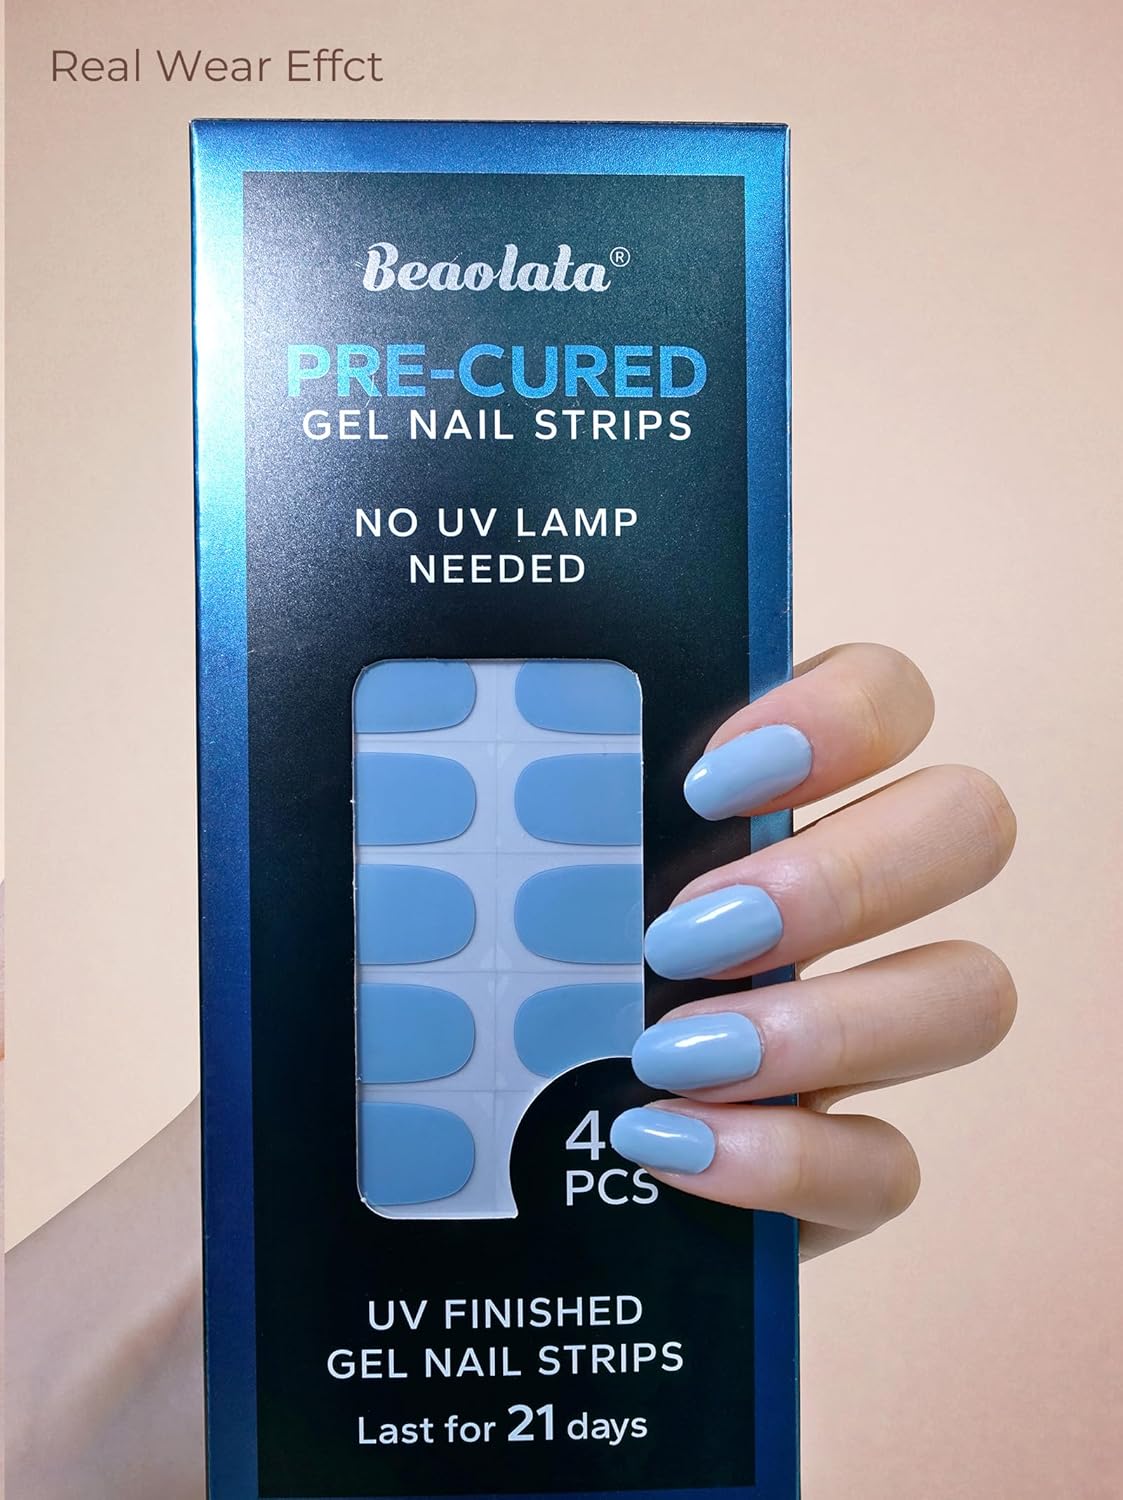 Real Wear Effct
Beaolata®
PRE-CURED
GEL NAIL STRIPS
NO UV LAMP
NEEDED
PCS
UV FINISHED
GEL NAIL STRIPS
Last for 21 days